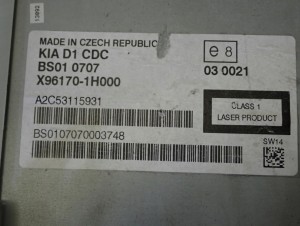 MADE IN CZECH REPUBLIC
KIA D1 CDC
BS01 0707
X96170-1H000
e 8
03 0021
A2C53115931
CLASS 1
LASER PRODUCT
BS0107070003748
SW14